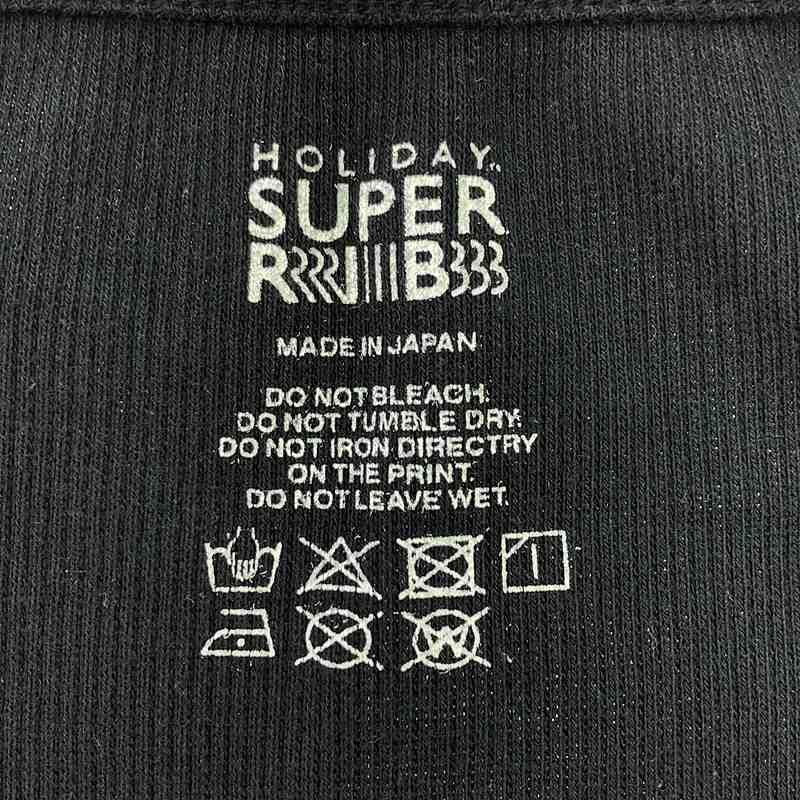 HOLIDAY
SUPER
RIB
MADE IN JAPAN
DO NOT BLEACH.
DO NOT TUMBLE DRY.
DO NOT IRON DIRECTRY
ON THE PRINT.
DO NOT LEAVE WET.
W